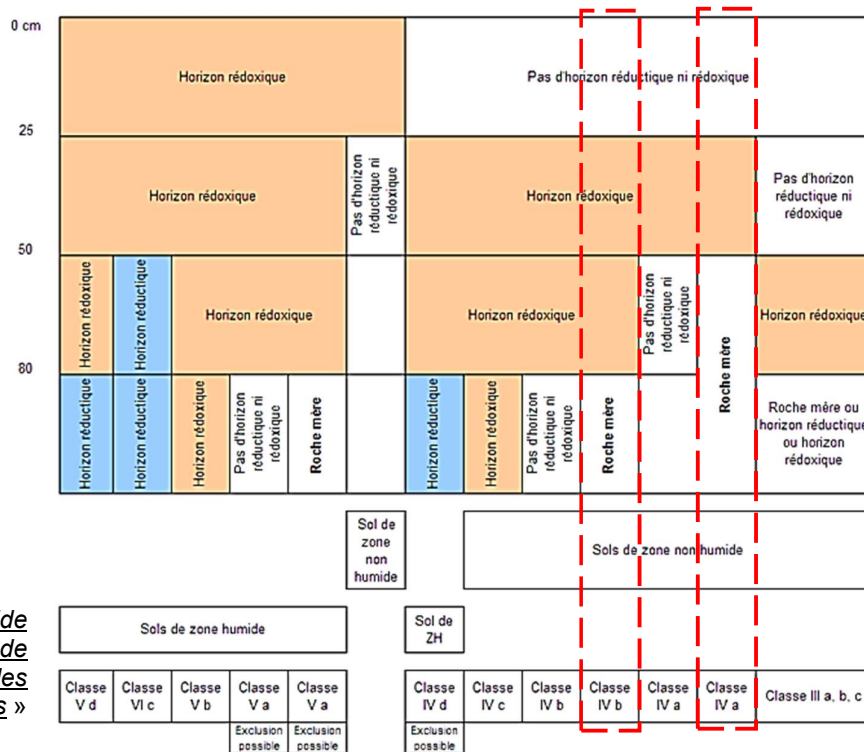 0 cm
Horizon rédoxique
Pas d'horizon réductique ni rédoxique
25
Horizon rédoxique
Pas d'horizon
réductique ni
rédoxique
Horizon rédoxique
Pas d'horizon
réductique ni
rédoxique
50
Horizon rédoxique
Horizon réductique
Horizon rédoxique
Horizon rédoxique
Pas d'horizon
réductique ni
rédoxique
Roche mère
Horizon rédoxique
80
Horizon réductique
Horizon réductique
Horizon rédoxique
Pas d'horizon
réductique ni
rédoxique
Roche mère
Horizon réductique
Horizon rédoxique
Pas d'horizon
réductique ni
rédoxique
Roche mère
Roche mère ou
horizon réductique
ou horizon
rédoxique
Sol de
zone
non
humide
Sols de zone non humide
ide
de
les
s »
Sols de zone humide
Sol de
ZH
Classe
V d
Classe
VI c
Classe
V b
Classe
V a
Classe
V a
Classe
IV d
Classe
IV c
Classe
IV b
Classe
IV b
Classe
IV a
Classe
IV a
Classe III a, b, c
Exclusion
possible
Exclusion
possible
Exclusion
possible